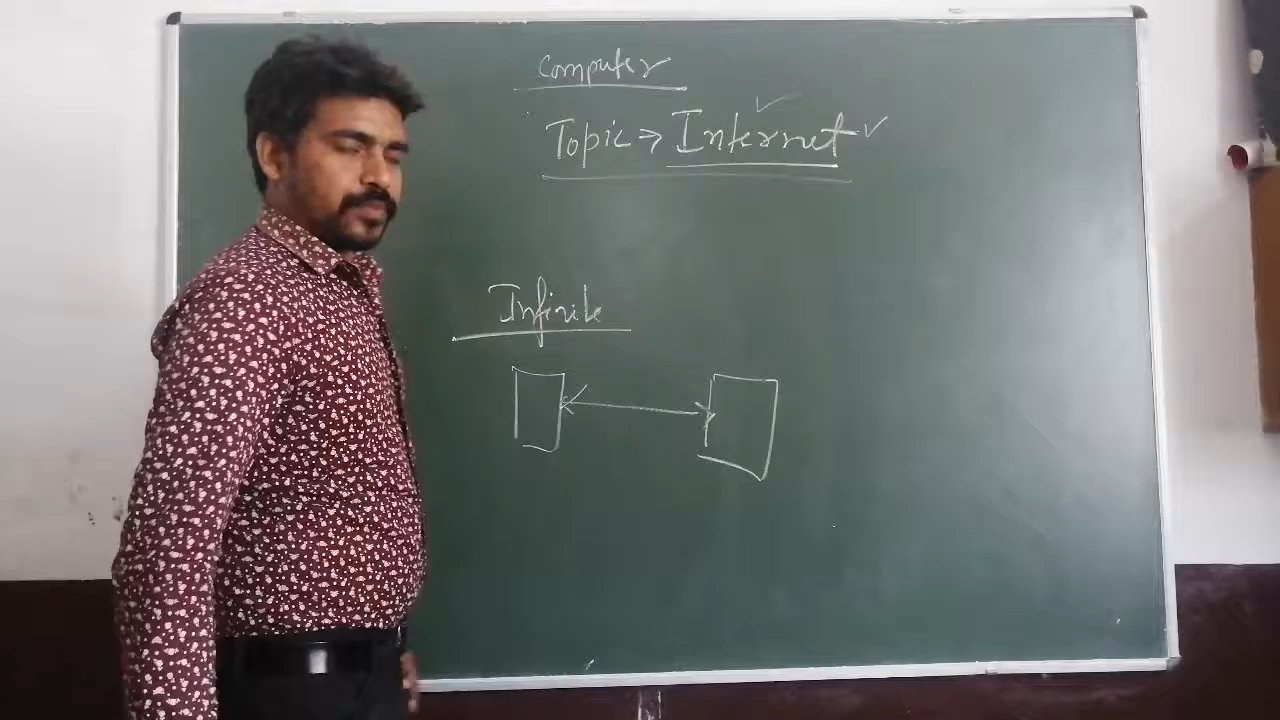 Computer
Topic → Internet
Infinite